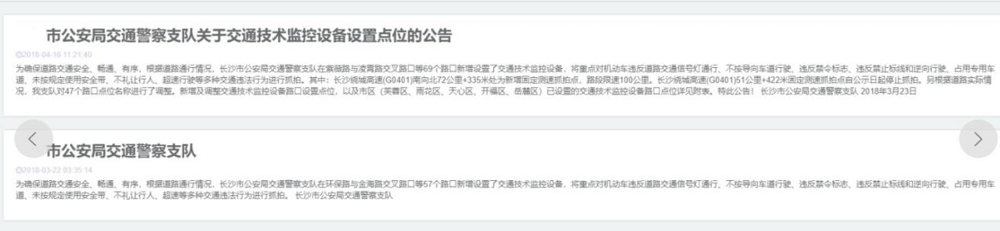 市公安局交通警察支队关于交通技术监控设备设置点位的公告
2018-04-16 11:21:40
为确保道路交通安全、畅通、有序，根据道路通行情况，长沙市公安局交通警察支队在紫薇路与凌霄路交叉路口等69个路口新增设置了交通技术监控设备，将重点对机动车违反道路交通信号灯通行、不按导向车道行驶、违反禁令标志、违反禁止标线和逆向行驶、占用专用车
道、未按规定使用安全带、不礼让行人、超速行驶等多种交通违法行为进行抓拍。其中：长沙绕城高速(G0401)南向北72公里+335米处为新增固定测速抓拍点，路段限速100公里。长沙绕城高速(G0401)51公里+422米固定测速抓拍点自公示日起停止抓拍。另根据道路实际情
况，我支队对47个路口点位名称进行了调整。新增及调整交通技术监控设备路口设置点位，以及市区（芙蓉区、雨花区、天心区、开福区、岳麓区）已设置的交通技术监控设备路口点位详见附表。特此公告！ 长沙市公安局交通警察支队 2018年3月23日
市公安局交通警察支队
2018-03-22 03:35:14
为确保道路交通安全、畅通、有序，根据道路通行情况，长沙市公安局交通警察支队在环保路与金海路交叉路口等57个路口新增设置了交通技术监控设备，将重点对机动车违反道路交通信号灯通行、不按导向车道行驶、违反禁令标志、违反禁止标线和逆向行驶、占用专用车
道、未按规定使用安全带、不礼让行人、超速等多种交通违法行为进行抓拍。 长沙市公安局交通警察支队